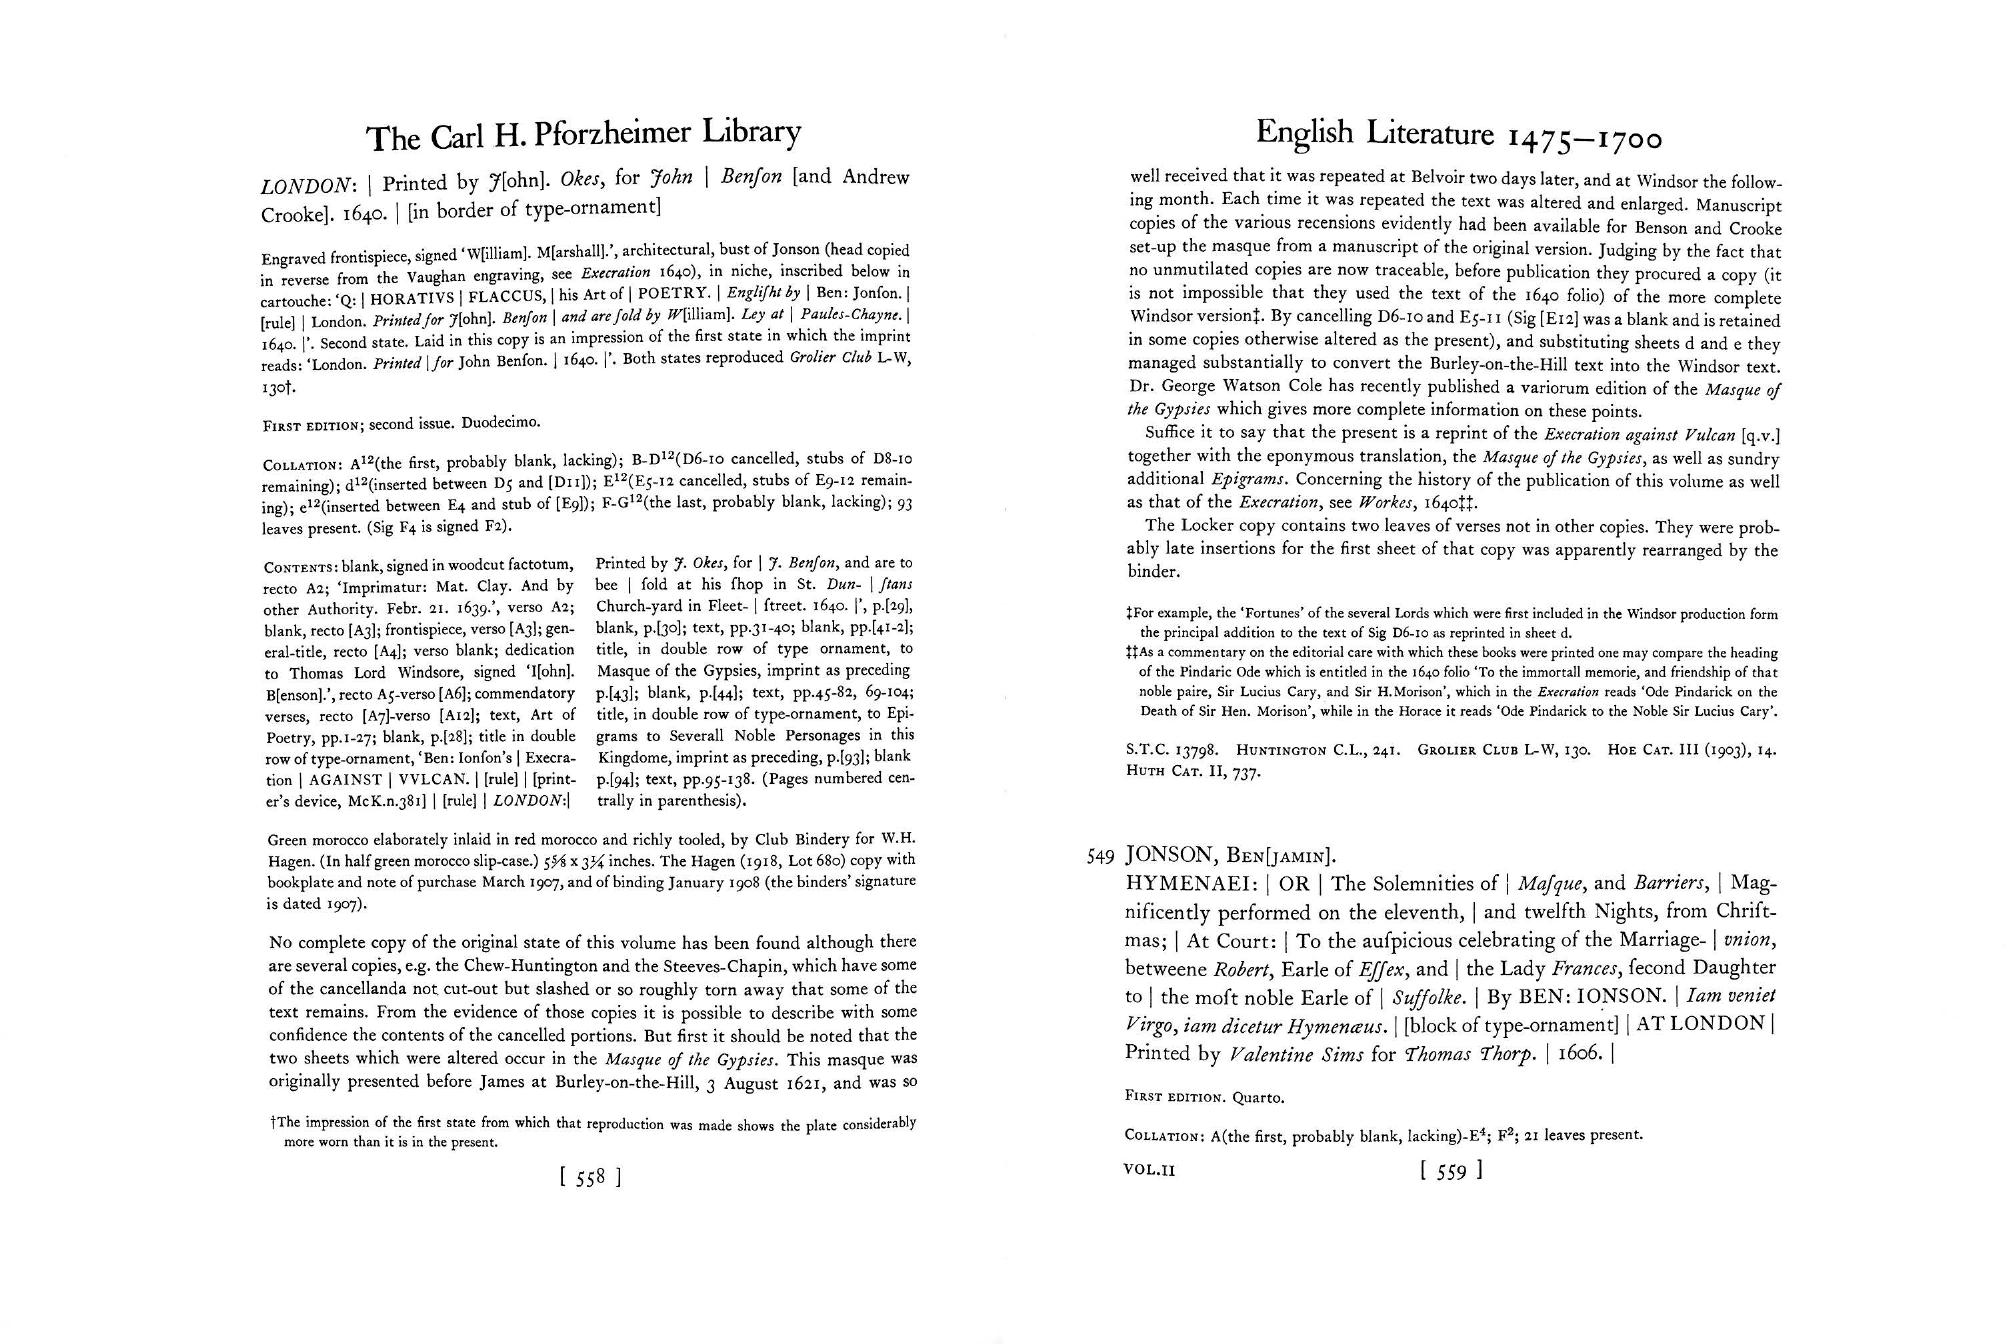 The Carl H. Pforzheimer Library
LONDON: | Printed by J[ohn]. Okes, for John | Benſon [and Andrew
Crooke]. 1640. | [in border of type-ornament]
Engraved frontispiece, signed ‘W[illiam]. M[arshall].’, architectural, bust of Jonson (head copied
in reverse from the Vaughan engraving, see Execration 1640), in niche, inscribed below in
cartouche: ‘Q: | HORATIVS | FLACCUS, | his Art of | POETRY. | Engliſht by | Ben: Jonſon. |
[rule] | London. Printed for J[ohn]. Benſon | and are ſold by W[illiam]. Ley at | Paules-Chayne. |
1640. |’. Second state. Laid in this copy is an impression of the first state in which the imprint
reads: ‘London. Printed | for John Benſon. | 1640. |’. Both states reproduced Grolier Club L-W,
130†.
FIRST EDITION; second issue. Duodecimo.
COLLATION: A¹²(the first, probably blank, lacking); B-D¹²(D6-10 cancelled, stubs of D8-10
remaining); d¹²(inserted between D5 and [D11]); E¹²(E5-12 cancelled, stubs of E9-12 remain-
ing); e¹²(inserted between E4 and stub of [E9]); F-G¹²(the last, probably blank, lacking); 93
leaves present. (Sig F4 is signed F2).
CONTENTS: blank, signed in woodcut factotum,
recto A2; ‘Imprimatur: Mat. Clay. And by
other Authority. Febr. 21. 1639.’, verso A2;
blank, recto [A3]; frontispiece, verso [A3]; gen-
eral-title, recto [A4]; verso blank; dedication
to Thomas Lord Windsore, signed ‘I[ohn].
B[enson].’, recto A5-verso [A6]; commendatory
verses, recto [A7]-verso [A12]; text, Art of
Poetry, pp.1-27; blank, p.[28]; title in double
row of type-ornament, ‘Ben: Ionſon’s | Execra-
tion | AGAINST | VVLCAN. | [rule] | [print-
er’s device, McK.n.381] | [rule] | LONDON:|
Printed by J. Okes, for | J. Benſon, and are to
bee | ſold at his ſhop in St. Dun- | ſtans
Church-yard in Fleet- | ſtreet. 1640. |’, p.[29],
blank, p.[30]; text, pp.31-40; blank, pp.[41-2];
title, in double row of type ornament, to
Masque of the Gypsies, imprint as preceding
p.[43]; blank, p.[44]; text, pp.45-82, 69-104;
title, in double row of type-ornament, to Epi-
grams to Severall Noble Personages in this
Kingdome, imprint as preceding, p.[93]; blank
p.[94]; text, pp.95-138. (Pages numbered cen-
trally in parenthesis).
Green morocco elaborately inlaid in red morocco and richly tooled, by Club Bindery for W.H.
Hagen. (In half green morocco slip-case.) 5⅝ x 3¼ inches. The Hagen (1918, Lot 680) copy with
bookplate and note of purchase March 1907, and of binding January 1908 (the binders’ signature
is dated 1907).
No complete copy of the original state of this volume has been found although there
are several copies, e.g. the Chew-Huntington and the Steeves-Chapin, which have some
of the cancellanda not cut-out but slashed or so roughly torn away that some of the
text remains. From the evidence of those copies it is possible to describe with some
confidence the contents of the cancelled portions. But first it should be noted that the
two sheets which were altered occur in the Masque of the Gypsies. This masque was
originally presented before James at Burley-on-the-Hill, 3 August 1621, and was so
†The impression of the first state from which that reproduction was made shows the plate considerably
more worn than it is in the present.
[ 558 ]
English Literature 1475–1700
well received that it was repeated at Belvoir two days later, and at Windsor the follow-
ing month. Each time it was repeated the text was altered and enlarged. Manuscript
copies of the various recensions evidently had been available for Benson and Crooke
set-up the masque from a manuscript of the original version. Judging by the fact that
no unmutilated copies are now traceable, before publication they procured a copy (it
is not impossible that they used the text of the 1640 folio) of the more complete
Windsor version‡. By cancelling D6-10 and E5-11 (Sig [E12] was a blank and is retained
in some copies otherwise altered as the present), and substituting sheets d and e they
managed substantially to convert the Burley-on-the-Hill text into the Windsor text.
Dr. George Watson Cole has recently published a variorum edition of the Masque of
the Gypsies which gives more complete information on these points.
Suffice it to say that the present is a reprint of the Execration against Vulcan [q.v.]
together with the eponymous translation, the Masque of the Gypsies, as well as sundry
additional Epigrams. Concerning the history of the publication of this volume as well
as that of the Execration, see Workes, 1640‡‡.
The Locker copy contains two leaves of verses not in other copies. They were prob-
ably late insertions for the first sheet of that copy was apparently rearranged by the
binder.
‡For example, the ‘Fortunes’ of the several Lords which were first included in the Windsor production form
the principal addition to the text of Sig D6-10 as reprinted in sheet d.
‡‡As a commentary on the editorial care with which these books were printed one may compare the heading
of the Pindaric Ode which is entitled in the 1640 folio ‘To the immortall memorie, and friendship of that
noble paire, Sir Lucius Cary, and Sir H.Morison’, which in the Execration reads ‘Ode Pindarick on the
Death of Sir Hen. Morison’, while in the Horace it reads ‘Ode Pindarick to the Noble Sir Lucius Cary’.
S.T.C. 13798. HUNTINGTON C.L., 241. GROLIER CLUB L-W, 130. HOE CAT. III (1903), 14.
HUTH CAT. II, 737.
549 JONSON, BEN[JAMIN].
HYMENAEI: | OR | The Solemnities of | Maſque, and Barriers, | Mag-
nificently performed on the eleventh, | and twelfth Nights, from Chriſt-
mas; | At Court: | To the auſpicious celebrating of the Marriage- | vnion,
betweene Robert, Earle of Eſſex, and | the Lady Frances, ſecond Daughter
to | the moſt noble Earle of | Suffolke. | By BEN: IONSON. | Iam veniet
Virgo, iam dicetur Hymenæus. | [block of type-ornament] | AT LONDON |
Printed by Valentine Sims for Thomas Thorp. | 1606. |
FIRST EDITION. Quarto.
COLLATION: A(the first, probably blank, lacking)-E⁴; F²; 21 leaves present.
VOL.II
[ 559 ]